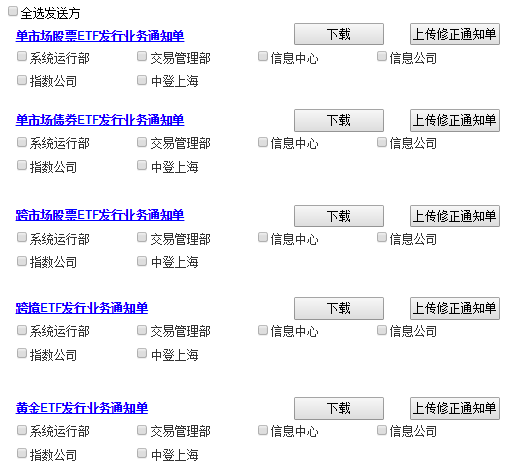 全选发送方
单市场股票ETF发行业务通知单 下载 上传修正通知单
系统运行部 交易管理部 信息中心 信息公司
指数公司 中登上海
单市场债券ETF发行业务通知单 下载 上传修正通知单
系统运行部 交易管理部 信息中心 信息公司
指数公司 中登上海
跨市场股票ETF发行业务通知单 下载 上传修正通知单
系统运行部 交易管理部 信息中心 信息公司
指数公司 中登上海
跨境ETF发行业务通知单 下载 上传修正通知单
系统运行部 交易管理部 信息中心 信息公司
指数公司 中登上海
黄金ETF发行业务通知单 下载 上传修正通知单
系统运行部 交易管理部 信息中心 信息公司
指数公司 中登上海